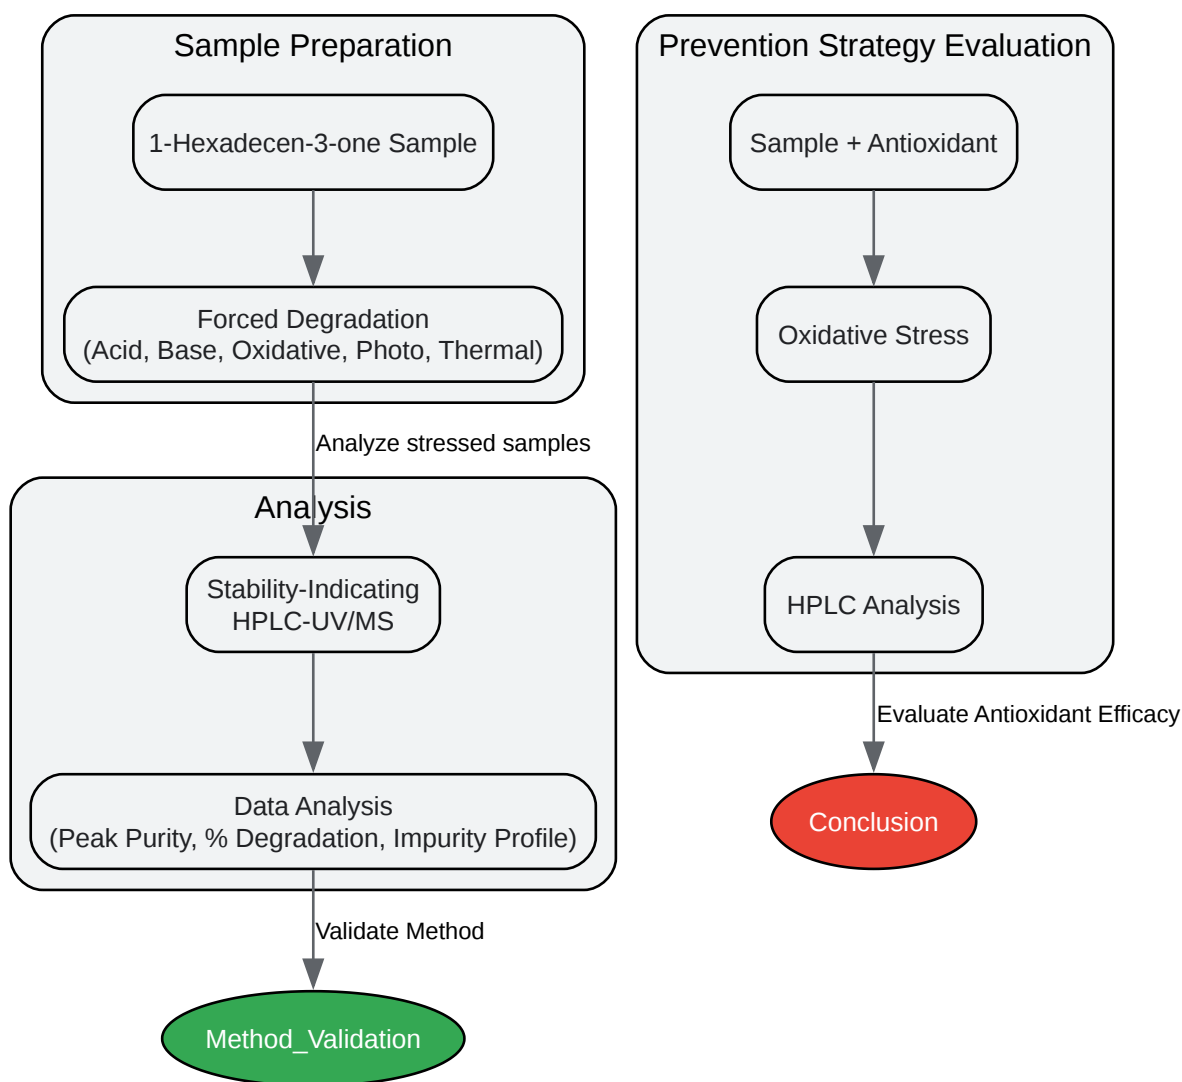 Sample Preparation
1-Hexadecen-3-one Sample
Forced Degradation
(Acid, Base, Oxidative, Photo, Thermal)
Analyze stressed samples
Analysis
Stability-Indicating
HPLC-UV/MS
Data Analysis
(Peak Purity, % Degradation, Impurity Profile)
Validate Method
Method_Validation
Prevention Strategy Evaluation
Sample + Antioxidant
Oxidative Stress
HPLC Analysis
Evaluate Antioxidant Efficacy
Conclusion